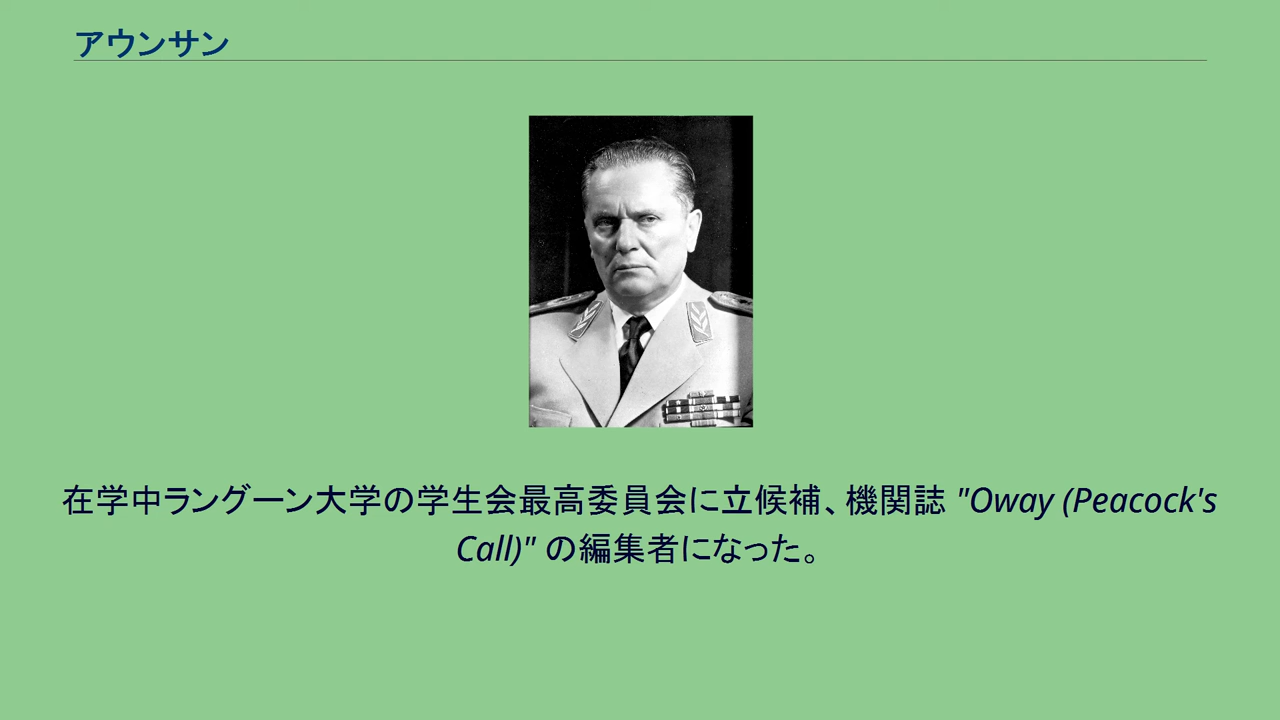 アウンサン
在学中ラングーン大学の学生会最高委員会に立候補、機関誌 "Oway (Peacock's
Call)" の編集者になった。